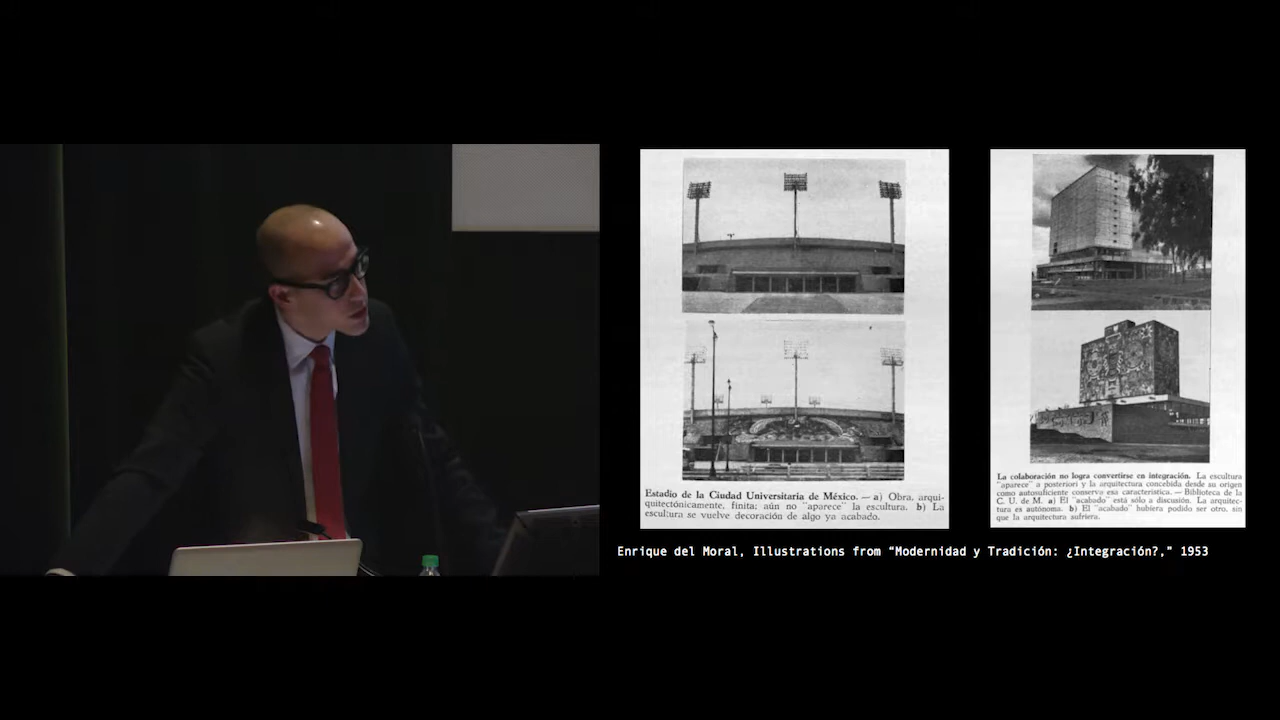 Estadio de la Ciudad Universitaria de México. — a) Obra, arqui-
quitectónicamente, finita; aún no "aparece" la escultura. b) La
escultura se vuelve decoración de algo ya acabado.
La colaboración no logra convertirse en integración. La escultura
"aparece" a posteriori y la arquitectura concebida desde su origen
como autosuficiente conserva esa característica. — Biblioteca de la
C. U. de M. a) El "acabado" está sólo a discusión. La arquitec-
tura es autónoma. b) El "acabado" hubiera podido ser otro, sin
que la arquitectura sufriera.
Enrique del Moral, Illustrations from “Modernidad y Tradición: ¿Integración?,” 1953